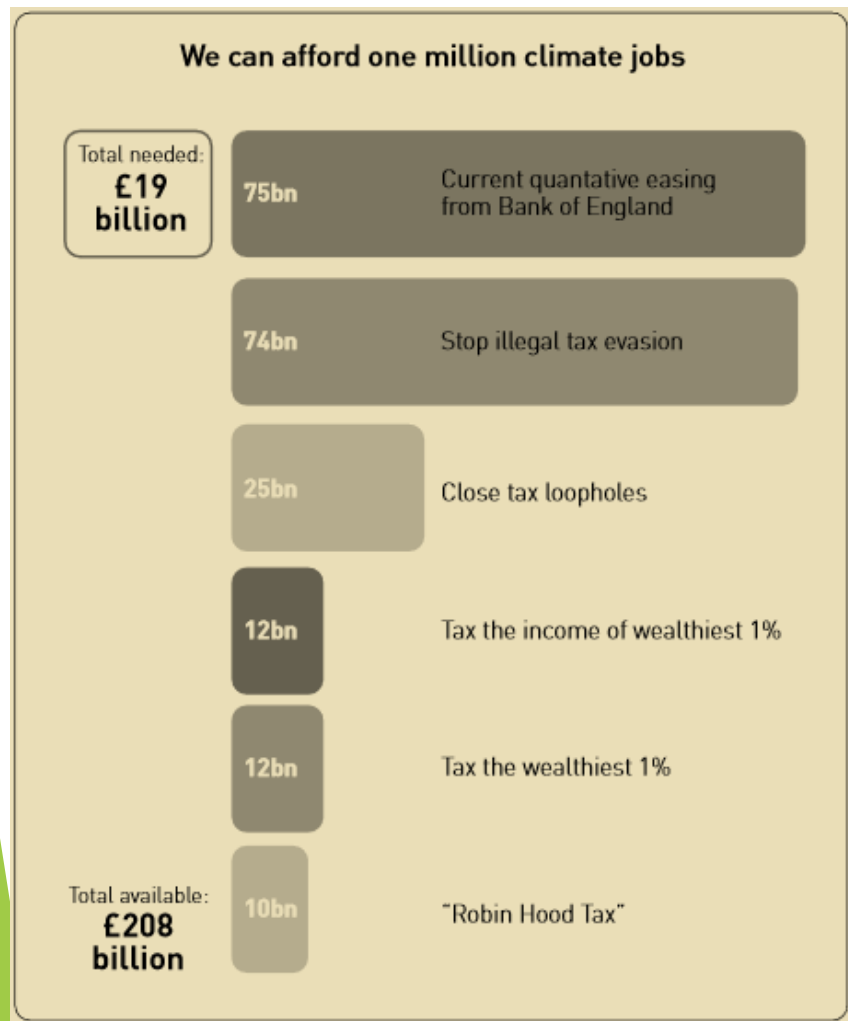 We can afford one million climate jobs
Total needed:
£19
billion
75bn
Current quantative easing
from Bank of England
74bn
Stop illegal tax evasion
25bn
Close tax loopholes
12bn
Tax the income of wealthiest 1%
12bn
Tax the wealthiest 1%
10bn
"Robin Hood Tax"
Total available:
£208
billion